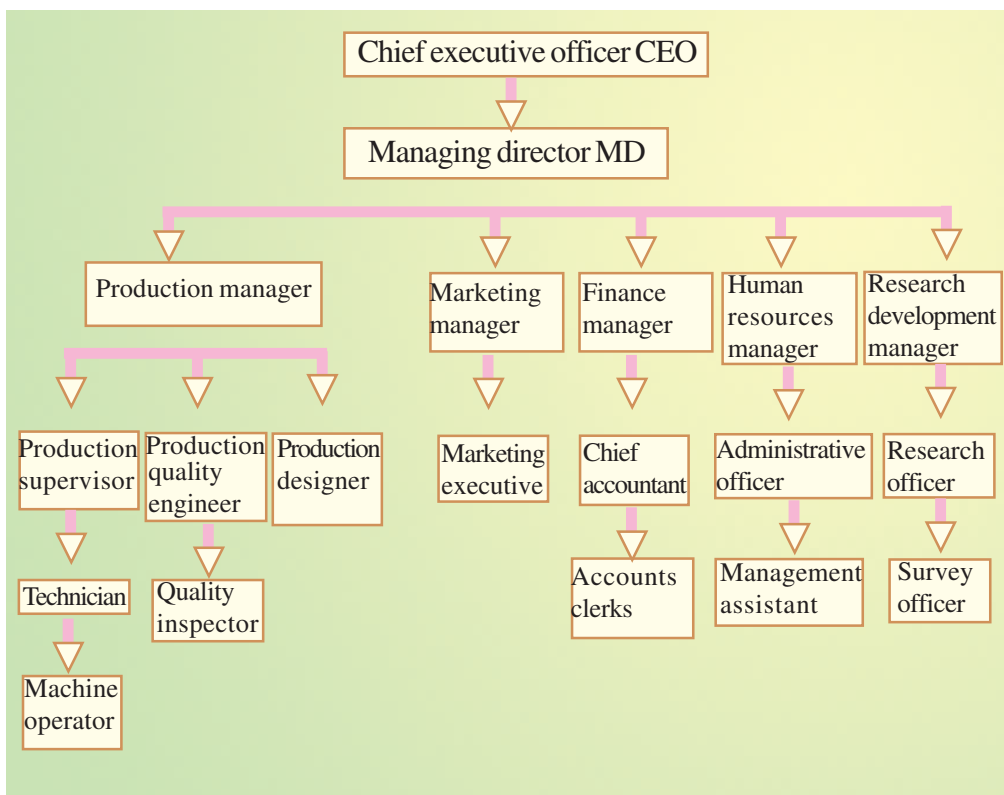 Chief executive officer CEO
Managing director MD
Production manager
Marketing
manager
Finance
manager
Human
resources
manager
Research
development
manager
Production
supervisor
Production
quality
engineer
Production
designer
Marketing
executive
Chief
accountant
Administrative
officer
Research
officer
Technician
Quality
inspector
Accounts
clerks
Management
assistant
Survey
officer
Machine
operator